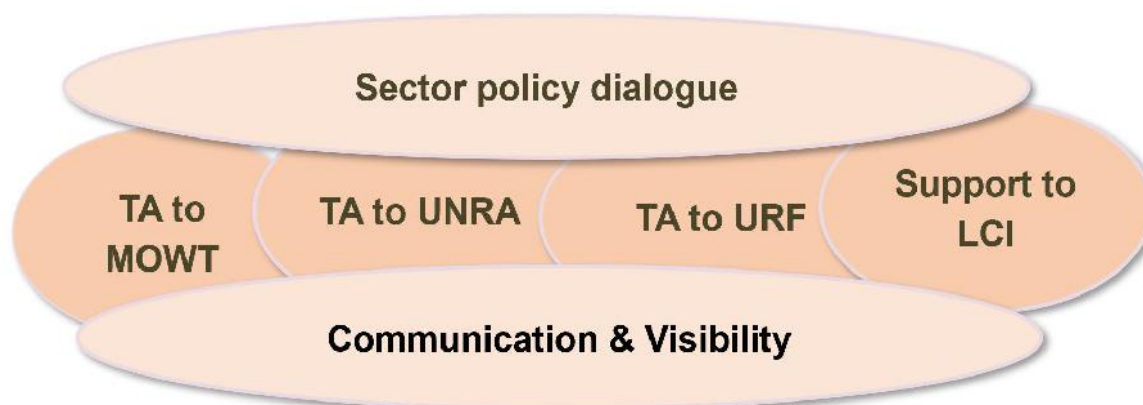 Sector policy dialogue
TA to
MOWT
TA to UNRA
TA to URF
Support to
LCI
Communication & Visibility